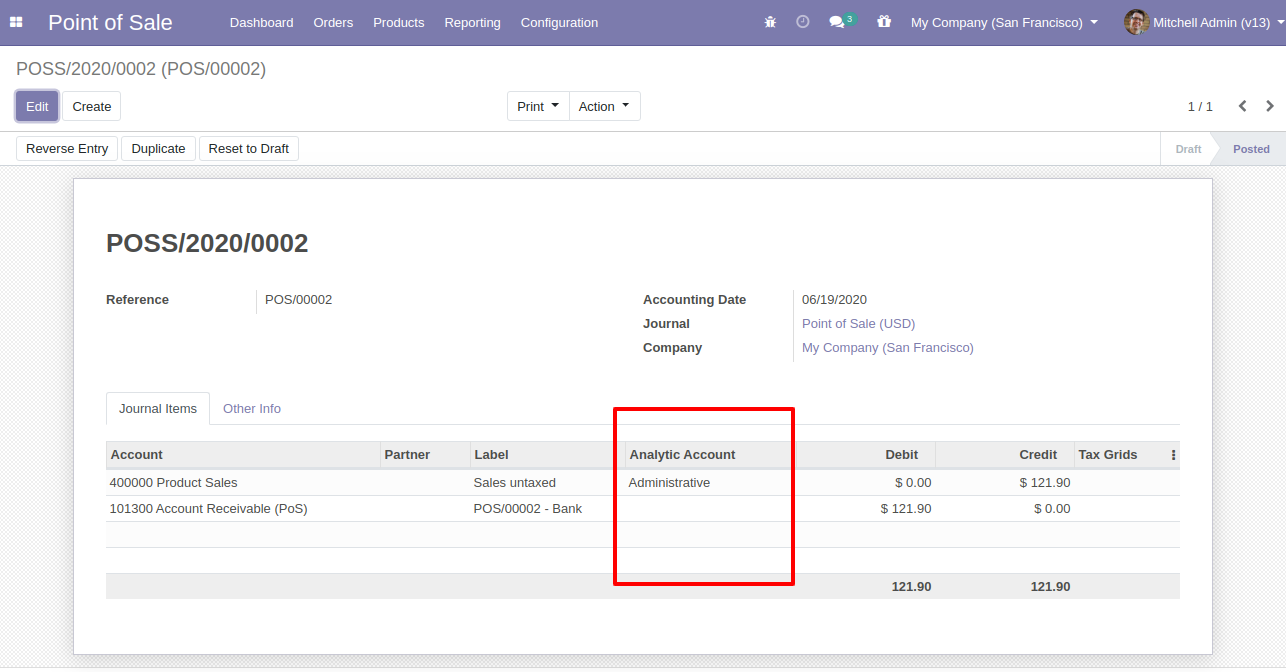 Point of Sale Dashboard Orders Products Reporting Configuration 3 My Company (San Francisco) Mitchell Admin (v13)
POSS/2020/0002 (POS/00002)
Edit Create Print Action 1 / 1
Reverse Entry Duplicate Reset to Draft Draft Posted
POSS/2020/0002
Reference POS/00002 Accounting Date 06/19/2020
Journal Point of Sale (USD)
Company My Company (San Francisco)
Journal Items Other Info
Account Partner Label Analytic Account Debit Credit Tax Grids
400000 Product Sales Sales untaxed Administrative $ 0.00 $ 121.90
101300 Account Receivable (PoS) POS/00002 - Bank $ 121.90 $ 0.00
121.90 121.90